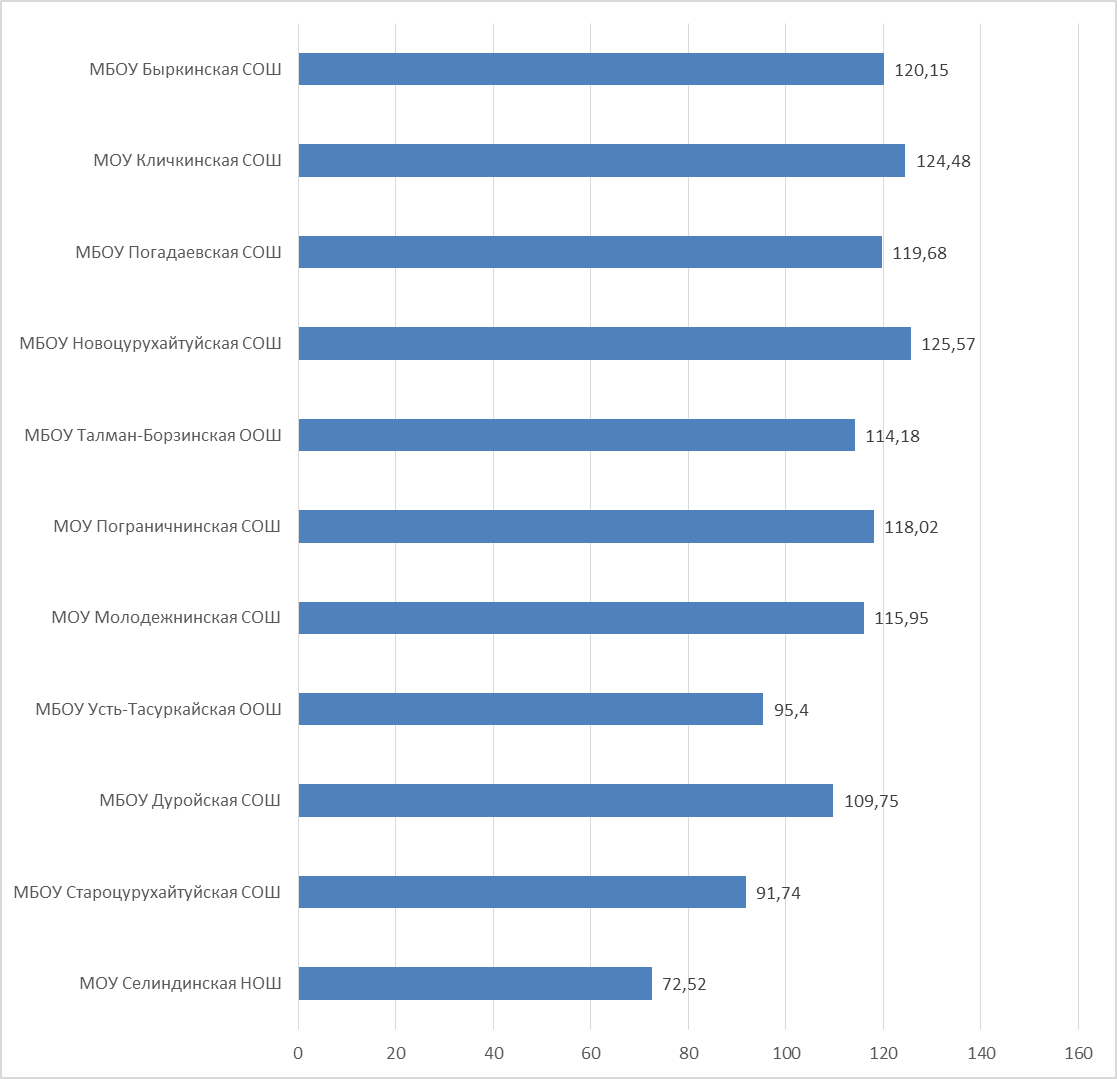 МБОУ Быркинская СОШ 120,15
МОУ Кличкинская СОШ 124,48
МБОУ Погадаевская СОШ 119,68
МБОУ Новоцурухайтуйская СОШ 125,57
МБОУ Талман-Борзинская ООШ 114,18
МОУ Пограничнинская СОШ 118,02
МОУ Молодежнинская СОШ 115,95
МБОУ Усть-Тасуркайская ООШ 95,4
МБОУ Дуройская СОШ 109,75
МБОУ Староцурухайтуйская СОШ 91,74
МОУ Селиндинская НОШ 72,52
0 20 40 60 80 100 120 140 160